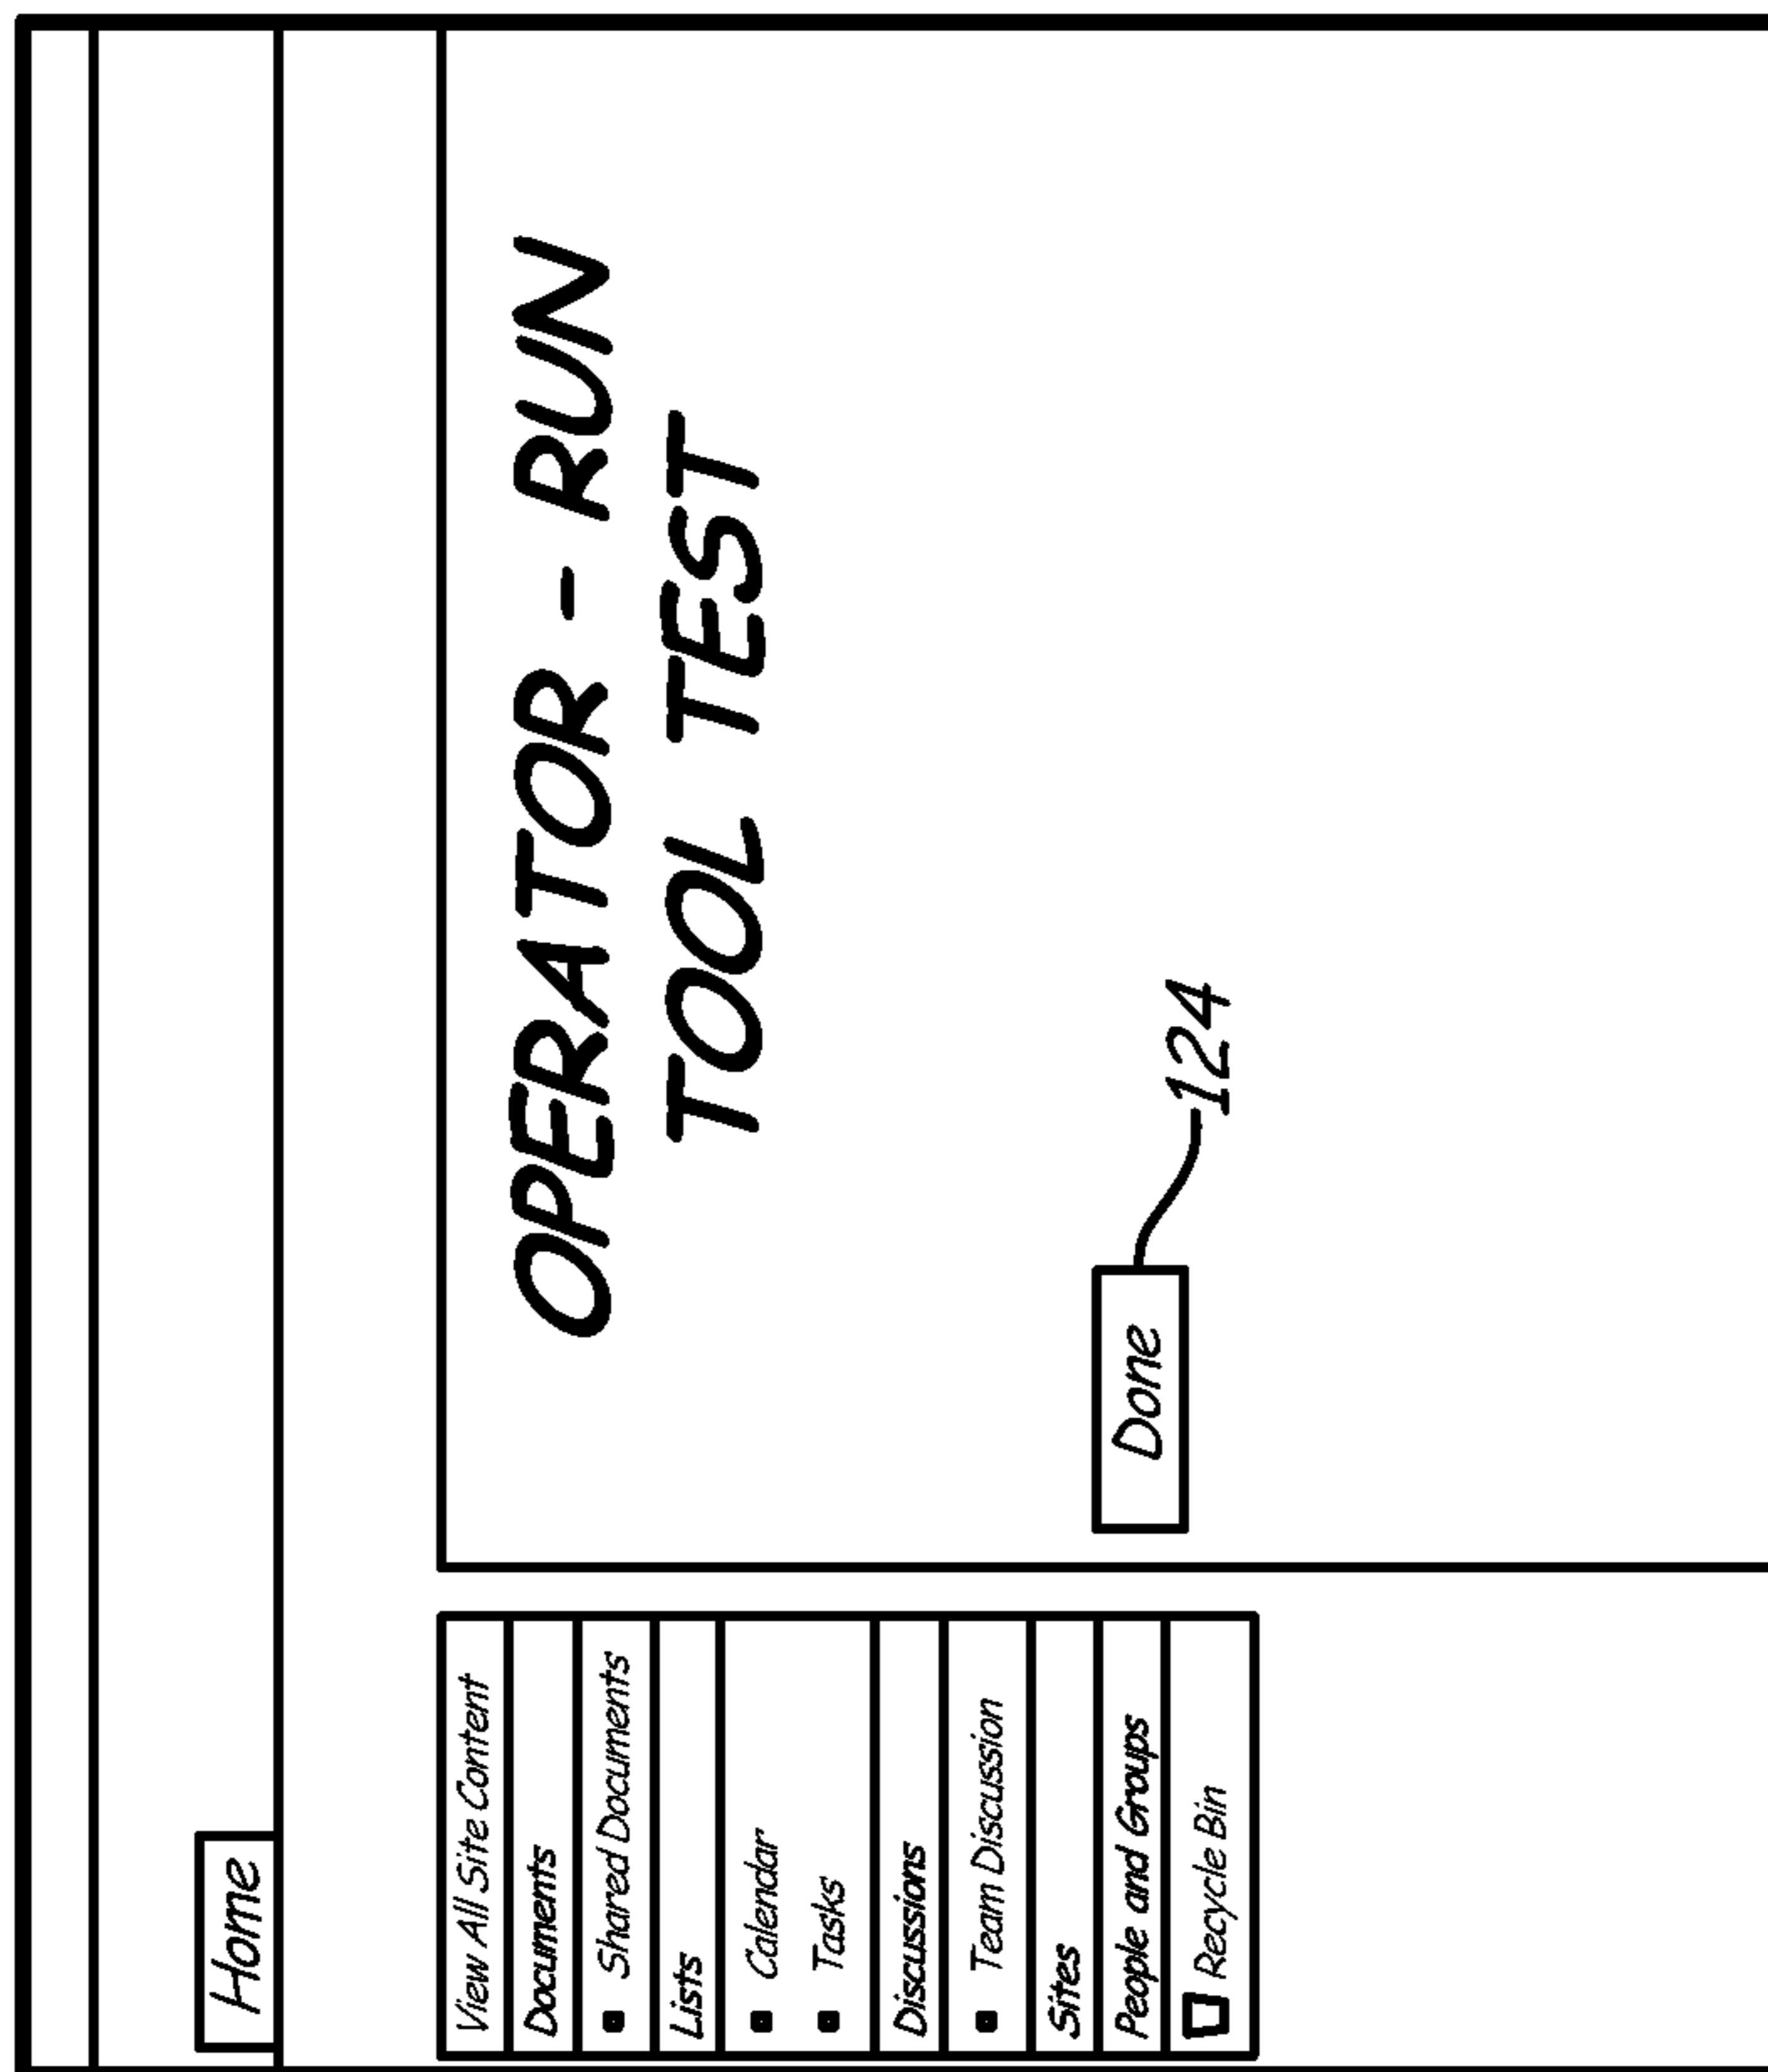 Home
View All Site Content
Documents
Shared Documents
Lists
Calendar
Tasks
Discussions
Team Discussion
Sites
People and Groups
Recycle Bin
OPERATOR - RUN
TOOL TEST
Done
124